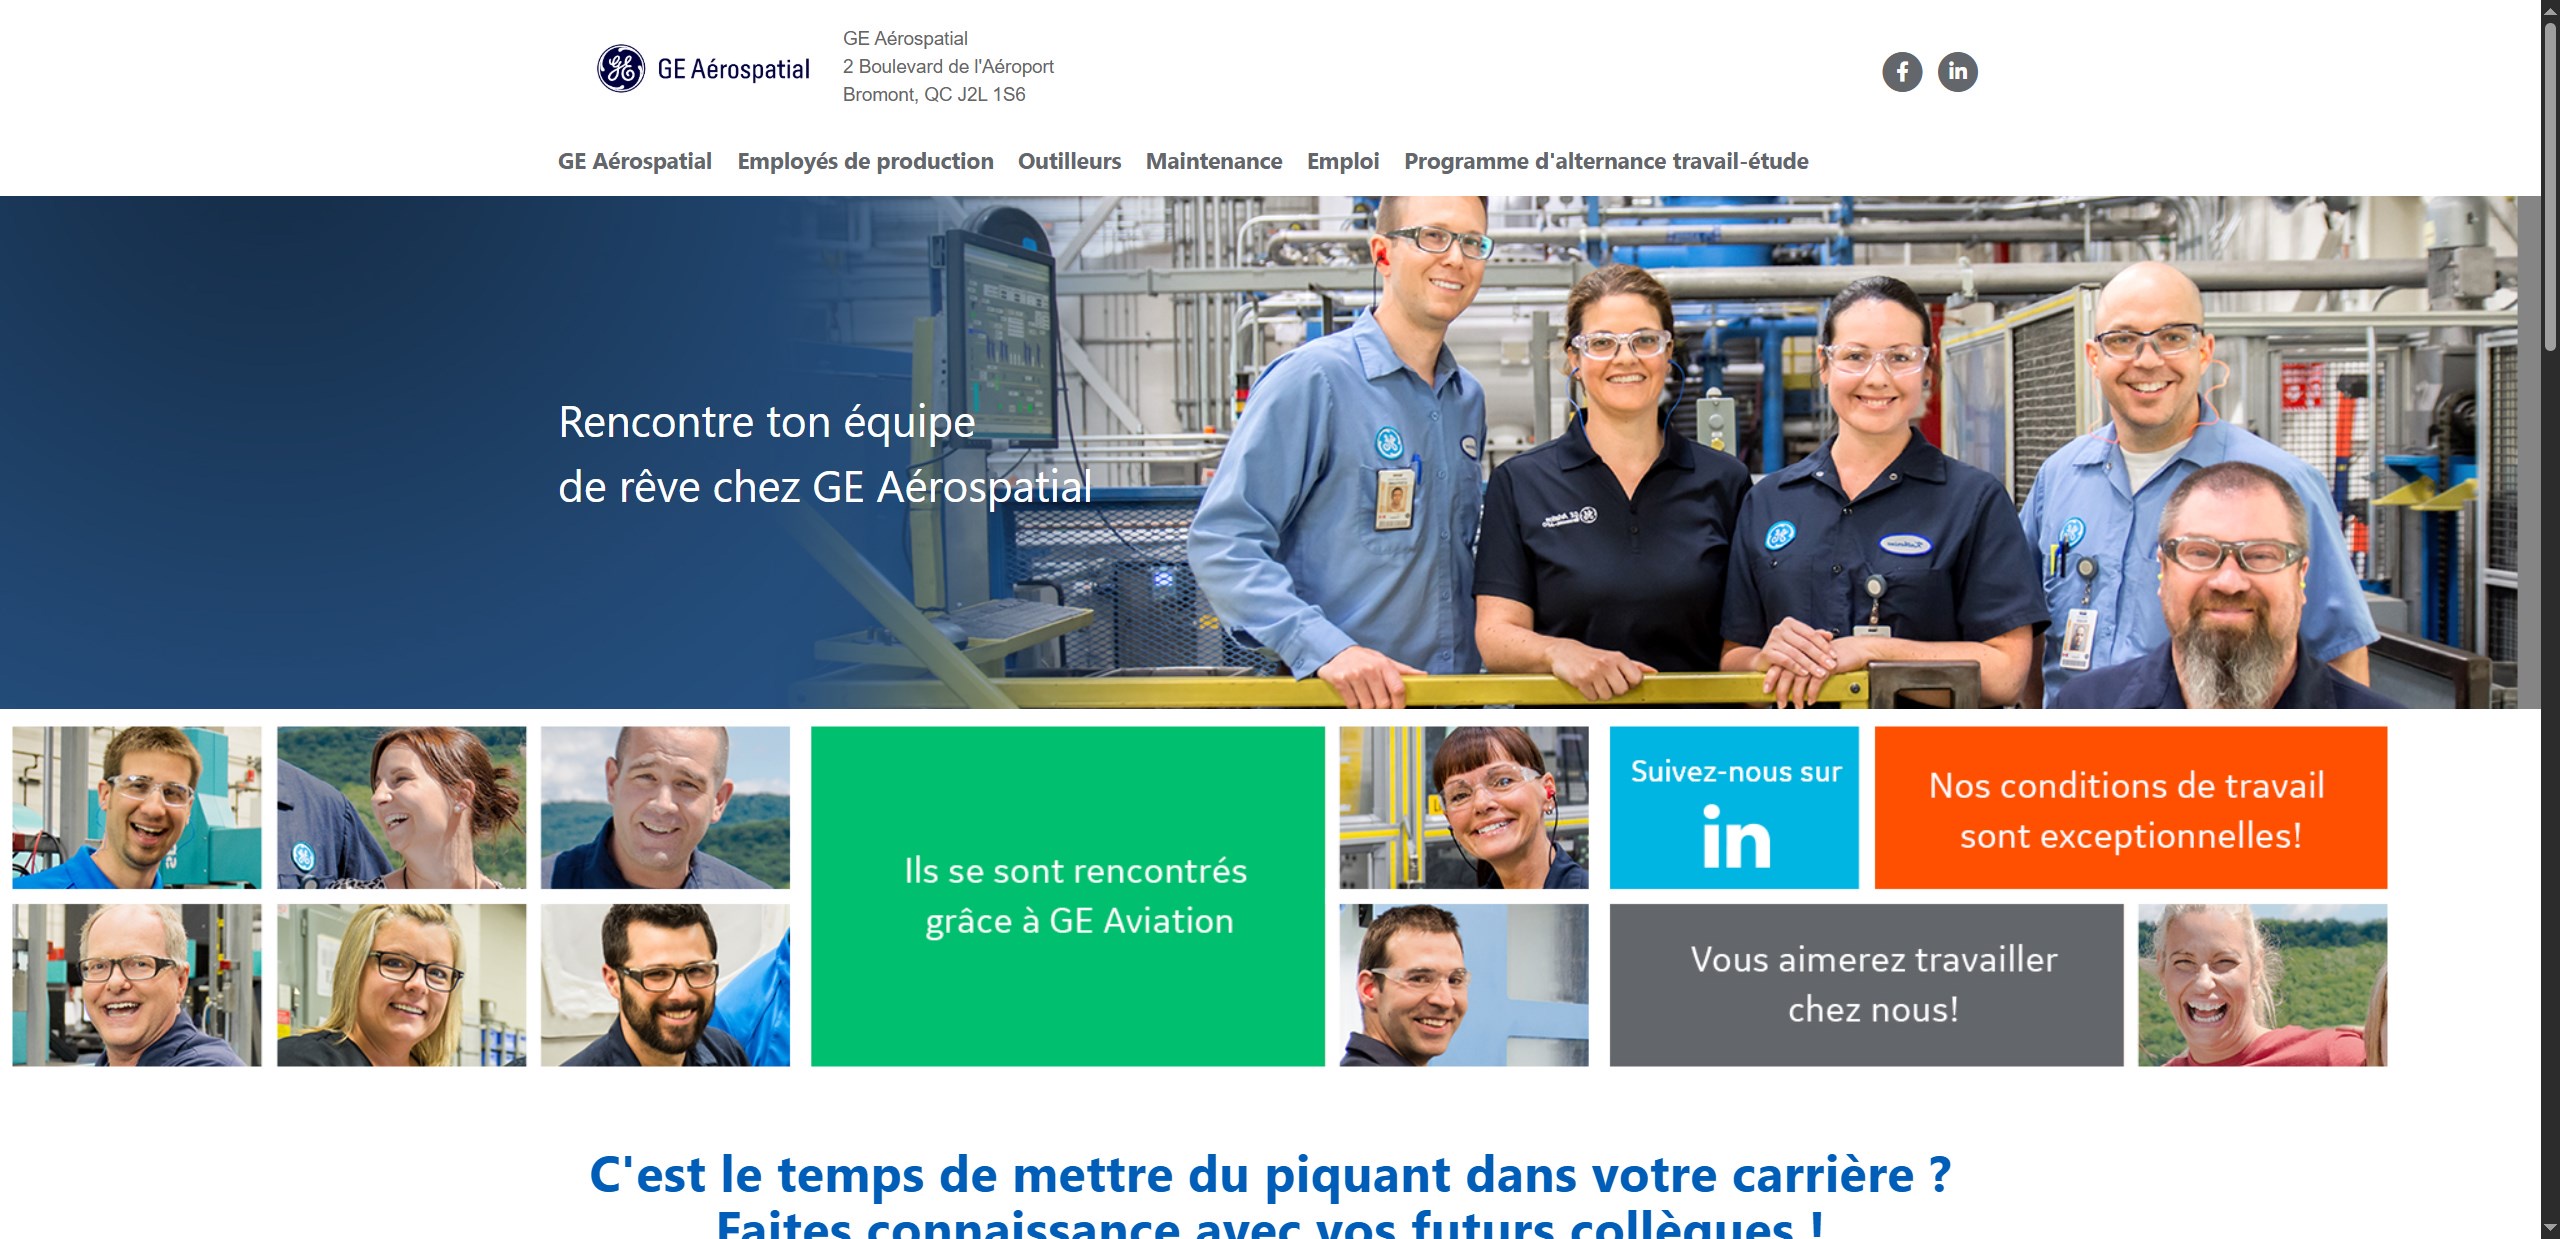 GE Aérospatial
GE Aérospatial
2 Boulevard de l'Aéroport
Bromont, QC J2L 1S6
GE Aérospatial Employés de production Outilleurs Maintenance Emploi Programme d'alternance travail-étude
Rencontre ton équipe
de rêve chez GE Aérospatial
Ils se sont rencontrés
grâce à GE Aviation
Suivez-nous sur
in
Nos conditions de travail
sont exceptionnelles!
Vous aimerez travailler
chez nous!
C'est le temps de mettre du piquant dans votre carrière ?
Faites connaissance avec vos futurs collègues !